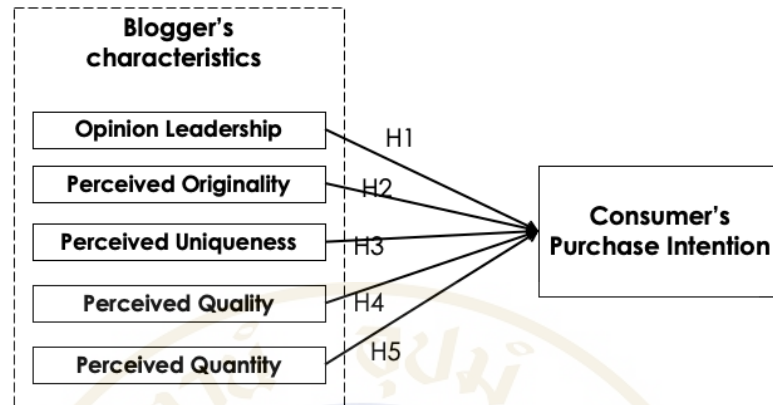 Blogger's
characteristics
Opinion Leadership
Perceived Originality
Perceived Uniqueness
Perceived Quality
Perceived Quantity
H1
H2
H3
H4
H5
Consumer's
Purchase Intention